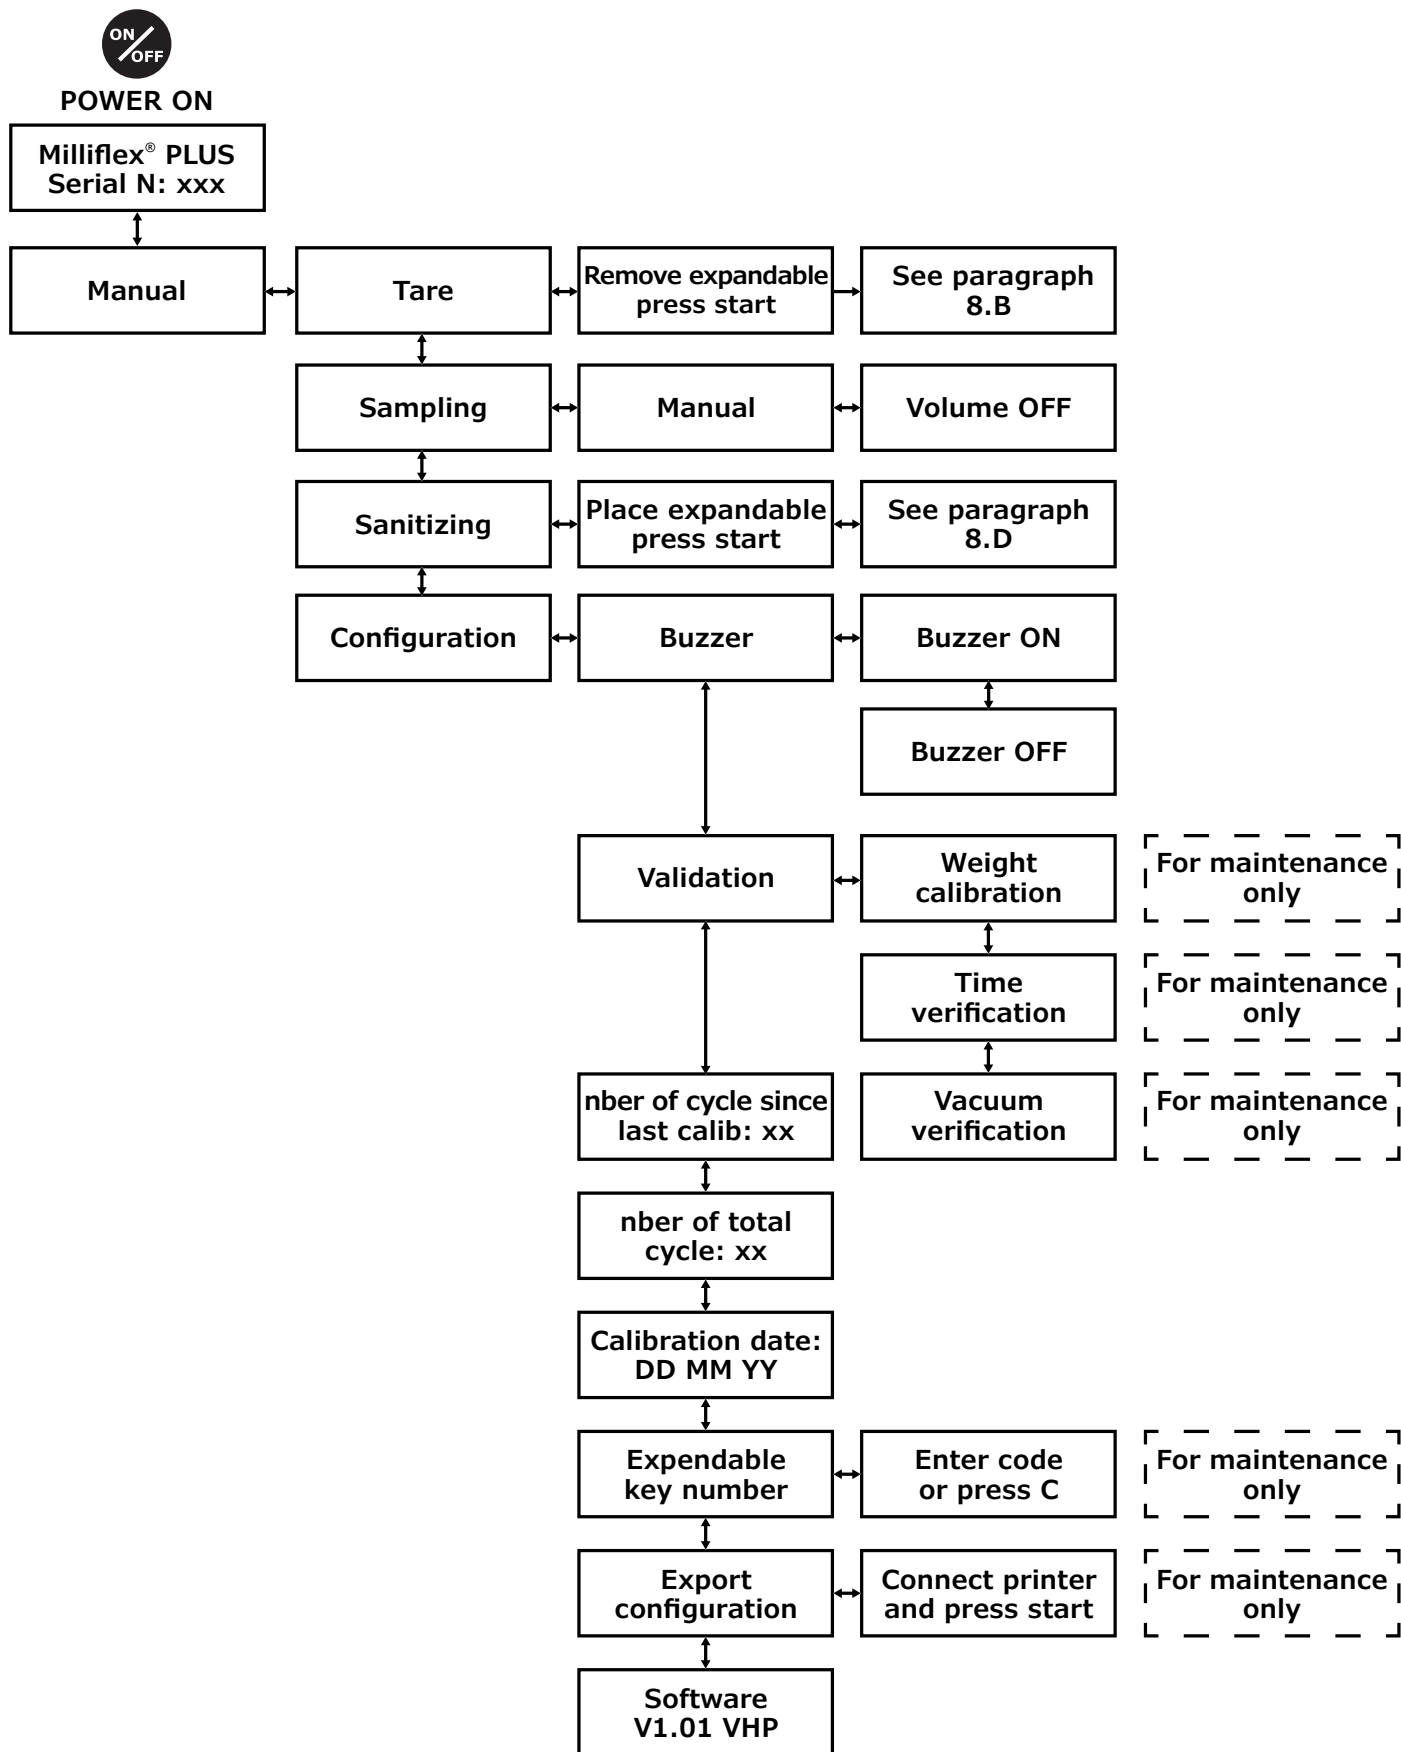 ON
OFF
POWER ON
Milliflex® PLUS
Serial N: xxx
Manual
Tare
Remove expandable
press start
See paragraph
8.B
Sampling
Manual
Volume OFF
Sanitizing
Place expandable
press start
See paragraph
8.D
Configuration
Buzzer
Buzzer ON
Buzzer OFF
Validation
Weight
calibration
For maintenance
only
Time
verification
For maintenance
only
nber of cycle since
last calib: xx
Vacuum
verification
For maintenance
only
nber of total
cycle: xx
Calibration date:
DD MM YY
Expendable
key number
Enter code
or press C
For maintenance
only
Export
configuration
Connect printer
and press start
For maintenance
only
Software
V1.01 VHP